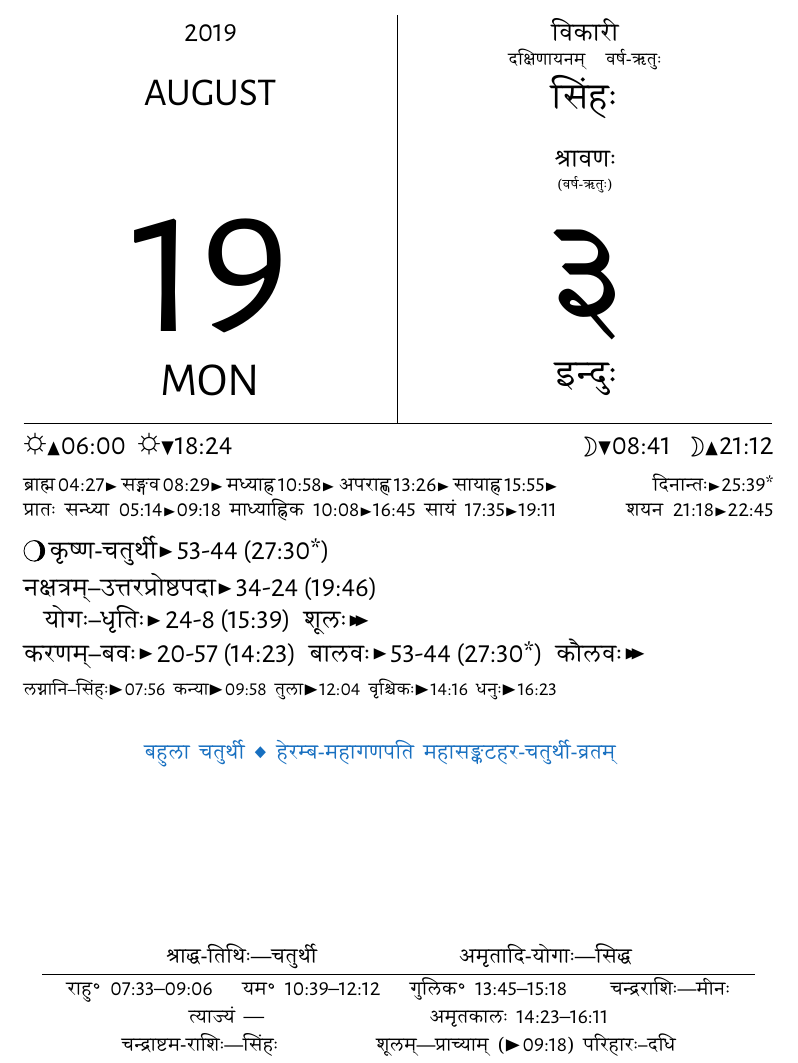 2019
AUGUST
19
MON
विकारी
दक्षिणायनम् वर्ष-ऋतुः
सिंहः
श्रावणः
(वर्ष-ऋतुः)
३
इन्दुः
☼▲06:00 ☼▼18:24 ☽▼08:41 ☽▲21:12
ब्राह्म 04:27► सङ्गव 08:29► मध्याह्न 10:58► अपराह्ण 13:26► सायाह्न 15:55► दिनान्तः►25:39*
प्रातः सन्ध्या 05:14►09:18 माध्याह्निक 10:08►16:45 सायं 17:35►19:11 शयन 21:18►22:45
कृष्ण-चतुर्थी► 53-44 (27:30*)
नक्षत्रम्–उत्तरप्रोष्ठपदा► 34-24 (19:46)
योगः–धृतिः► 24-8 (15:39) शूलः►►
करणम्–बवः► 20-57 (14:23) बालवः►53-44 (27:30*) कौलवः►►
लग्नानि–सिंहः►07:56 कन्या►09:58 तुला►12:04 वृश्चिकः►14:16 धनुः►16:23
बहुला चतुर्थी ◆ हेरम्ब-महागणपति महासङ्कटहर-चतुर्थी-व्रतम्
श्राद्ध-तिथिः—चतुर्थी अमृतादि-योगाः—सिद्ध
राहु॰ 07:33–09:06 यम॰ 10:39–12:12 गुलिक॰ 13:45–15:18 चन्द्रराशिः—मीनः
त्याज्यं — अमृतकालः 14:23–16:11
चन्द्राष्टम-राशिः—सिंहः शूलम्—प्राच्याम् (►09:18) परिहारः–दधि